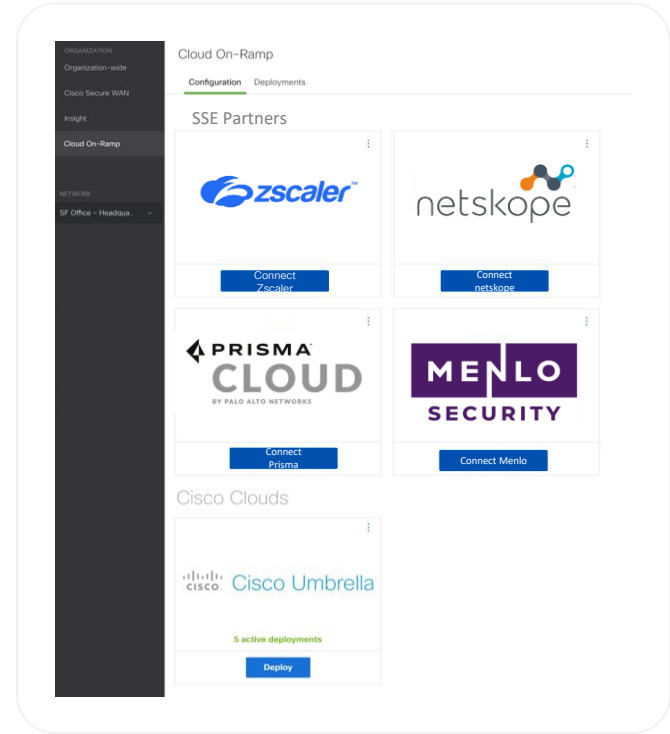 ORGANIZATION
Organization-wide
Cisco Secure WAN
Insight
Cloud On-Ramp
NETWORK
SF Office - Headqua..
Cloud On-Ramp
Configuration Deployments
SSE Partners
zscaler™
netskope
Connect
Zscaler
Connect
netskope
PRISMA
CLOUD
BY PALO ALTO NETWORKS
MENLO
SECURITY
Connect
Prisma
Connect Menlo
Cisco Clouds
CISCO Cisco Umbrella
5 active deployments
Deploy